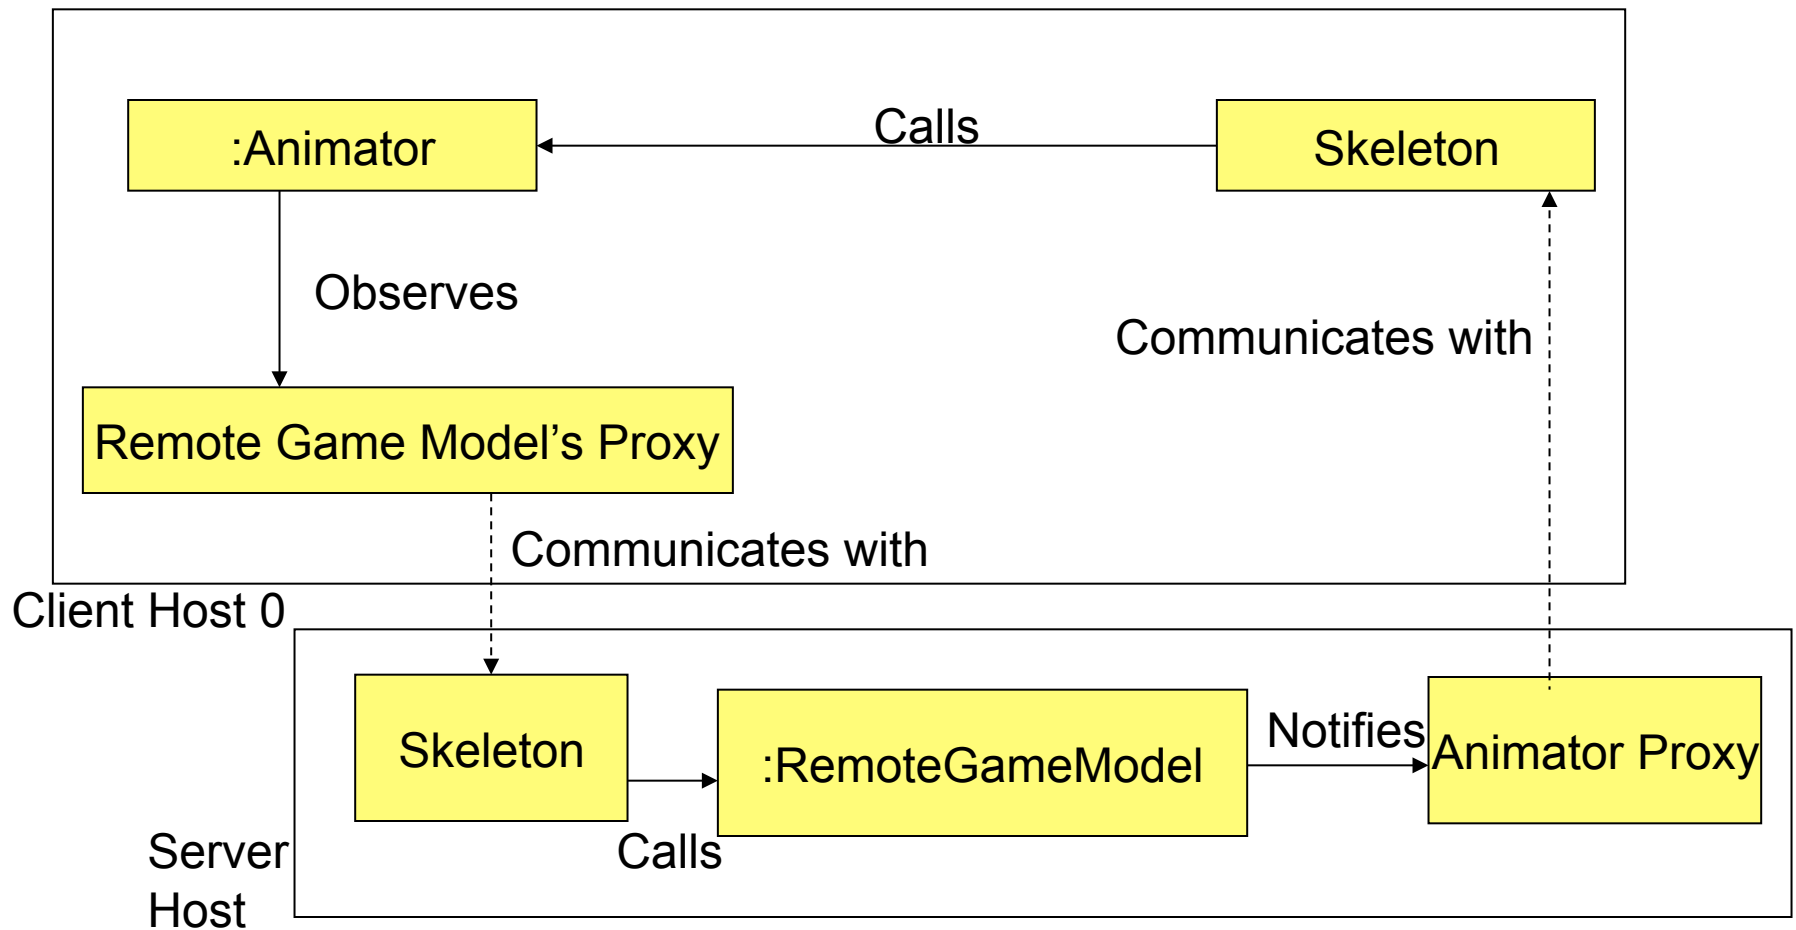 Calls
:Animator
Skeleton
Observes
Communicates with
Remote Game Model’s Proxy
Communicates with
Client Host 0
Skeleton
:RemoteGameModel
Notifies
Animator Proxy
Calls
Server
Host